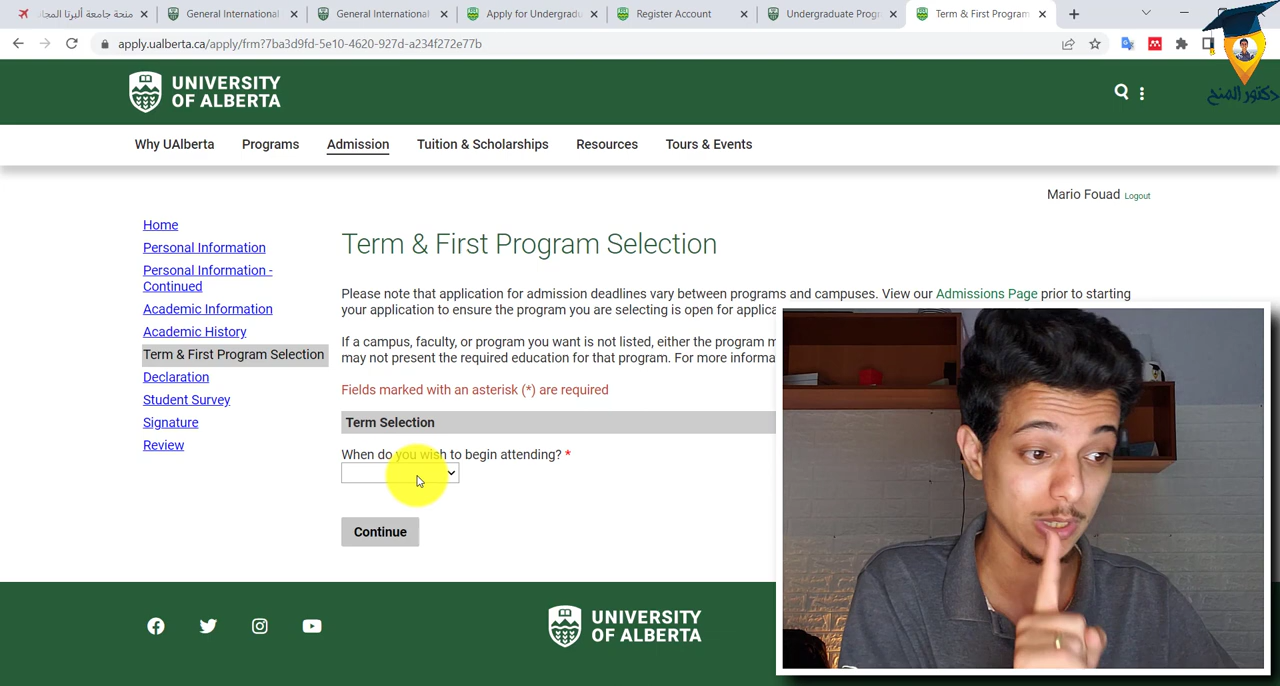 منحة جامعة ألبرتا المجا
General International
General International
Apply for Undergradu
Register Account
Undergraduate Prog
Term & First Program
apply.ualberta.ca/apply/frm?7ba3d9fd-5e10-4620-927d-a234f272e77b
دكتور المنح
UNIVERSITY
OF ALBERTA
Why UAlberta
Programs
Admission
Tuition & Scholarships
Resources
Tours & Events
Mario Fouad Logout
Home
Personal Information
Personal Information -
Continued
Academic Information
Academic History
Term & First Program Selection
Declaration
Student Survey
Signature
Review
Term & First Program Selection
Please note that application for admission deadlines vary between programs and campuses. View our Admissions Page prior to starting
your application to ensure the program you are selecting is open for applica
If a campus, faculty, or program you want is not listed, either the program m
may not present the required education for that program. For more informa
Fields marked with an asterisk (*) are required
Term Selection
When do you wish to begin attending? *
Continue
UNIVERSITY
OF ALBERTA